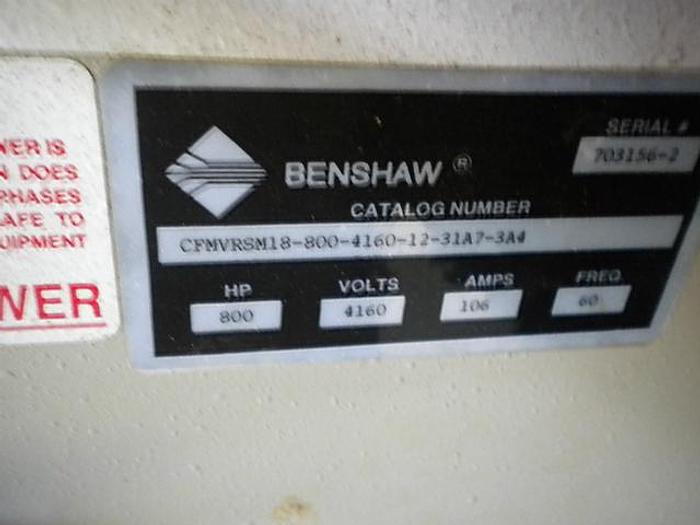 WER IS
N DOES
PHASES
AFE TO
UIPMENT
WER
BENSHAW ®
SERIAL #
703156-2
CATALOG NUMBER
CFMVRSM18-800-4160-12-31A7-3A4
HP VOLTS AMPS FREQ
800 4160 106 60